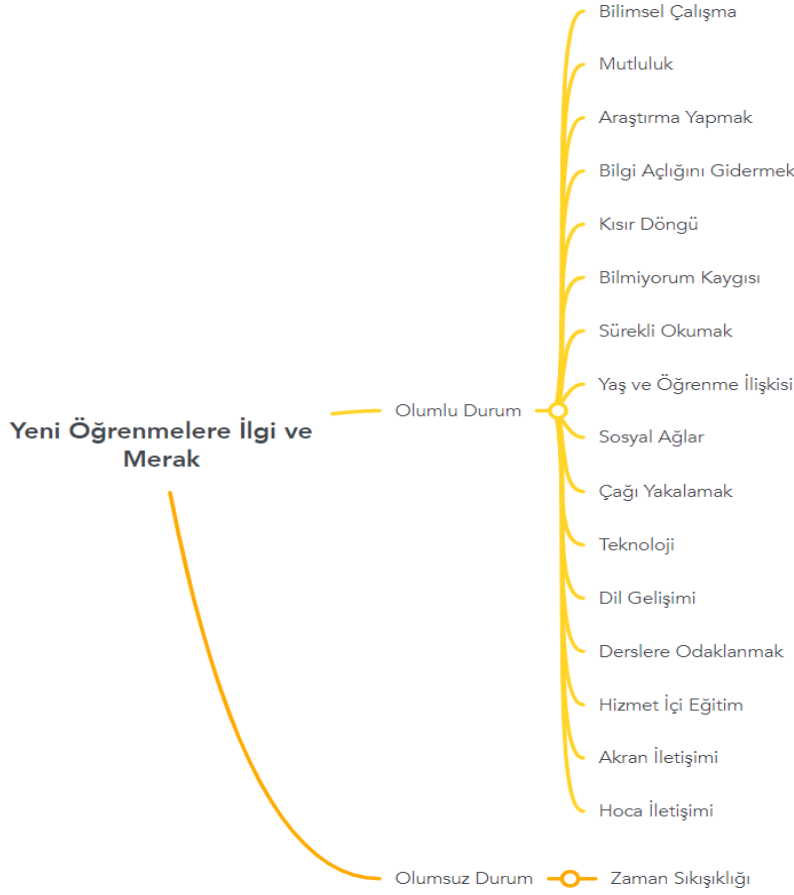 Yeni Öğrenmelere İlgi ve
Merak
Olumlu Durum
Bilimsel Çalışma
Mutluluk
Araştırma Yapmak
Bilgi Açlığını Gidermek
Kısır Döngü
Bilmiyorum Kaygısı
Sürekli Okumak
Yaş ve Öğrenme İlişkisi
Sosyal Ağlar
Çağı Yakalamak
Teknoloji
Dil Gelişimi
Derslere Odaklanmak
Hizmet İçi Eğitim
Akran İletişimi
Hoca İletişimi
Olumsuz Durum
Zaman Sıkışıklığı